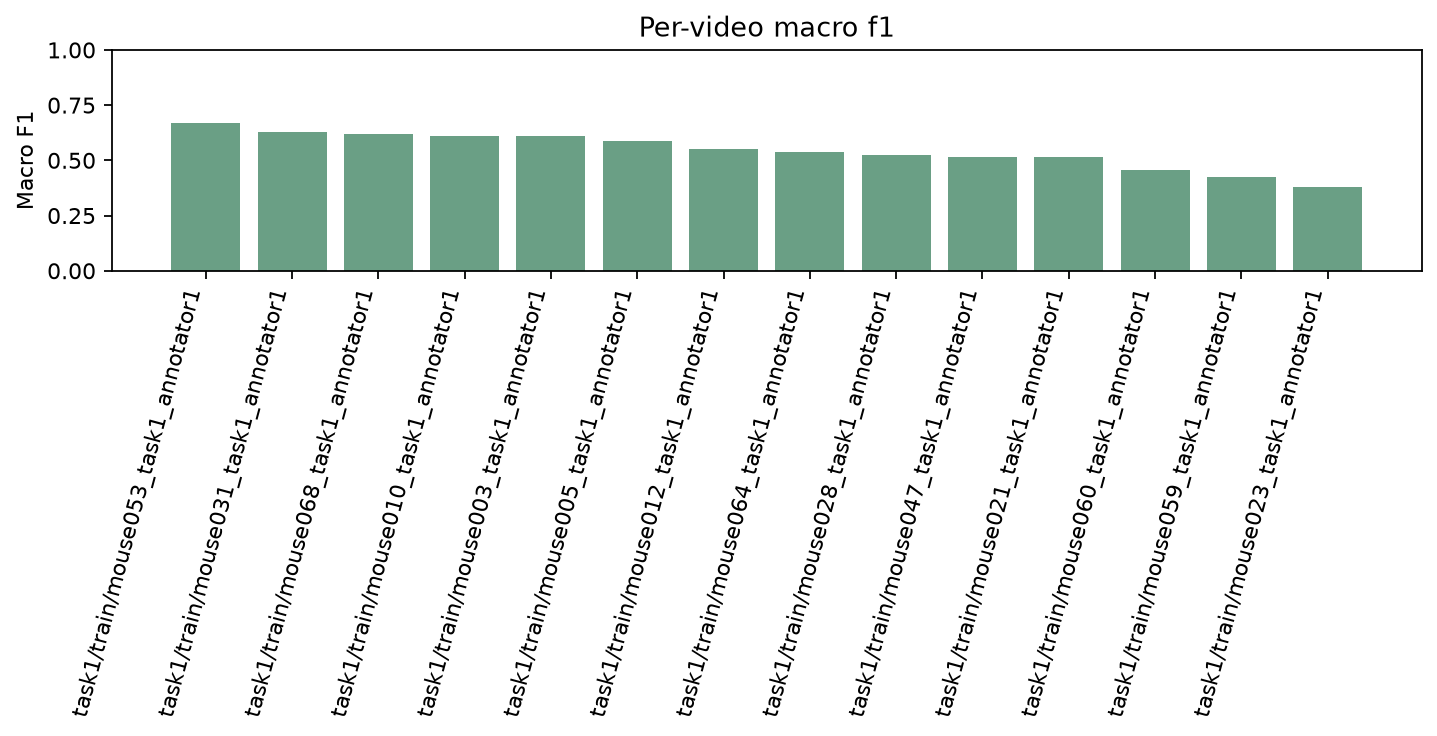 Per-video macro f1
Macro F1
1.00
0.75
0.50
0.25
0.00
task1/train/mouse053_task1_annotator1
task1/train/mouse031_task1_annotator1
task1/train/mouse068_task1_annotator1
task1/train/mouse010_task1_annotator1
task1/train/mouse003_task1_annotator1
task1/train/mouse005_task1_annotator1
task1/train/mouse012_task1_annotator1
task1/train/mouse064_task1_annotator1
task1/train/mouse028_task1_annotator1
task1/train/mouse047_task1_annotator1
task1/train/mouse021_task1_annotator1
task1/train/mouse060_task1_annotator1
task1/train/mouse059_task1_annotator1
task1/train/mouse023_task1_annotator1